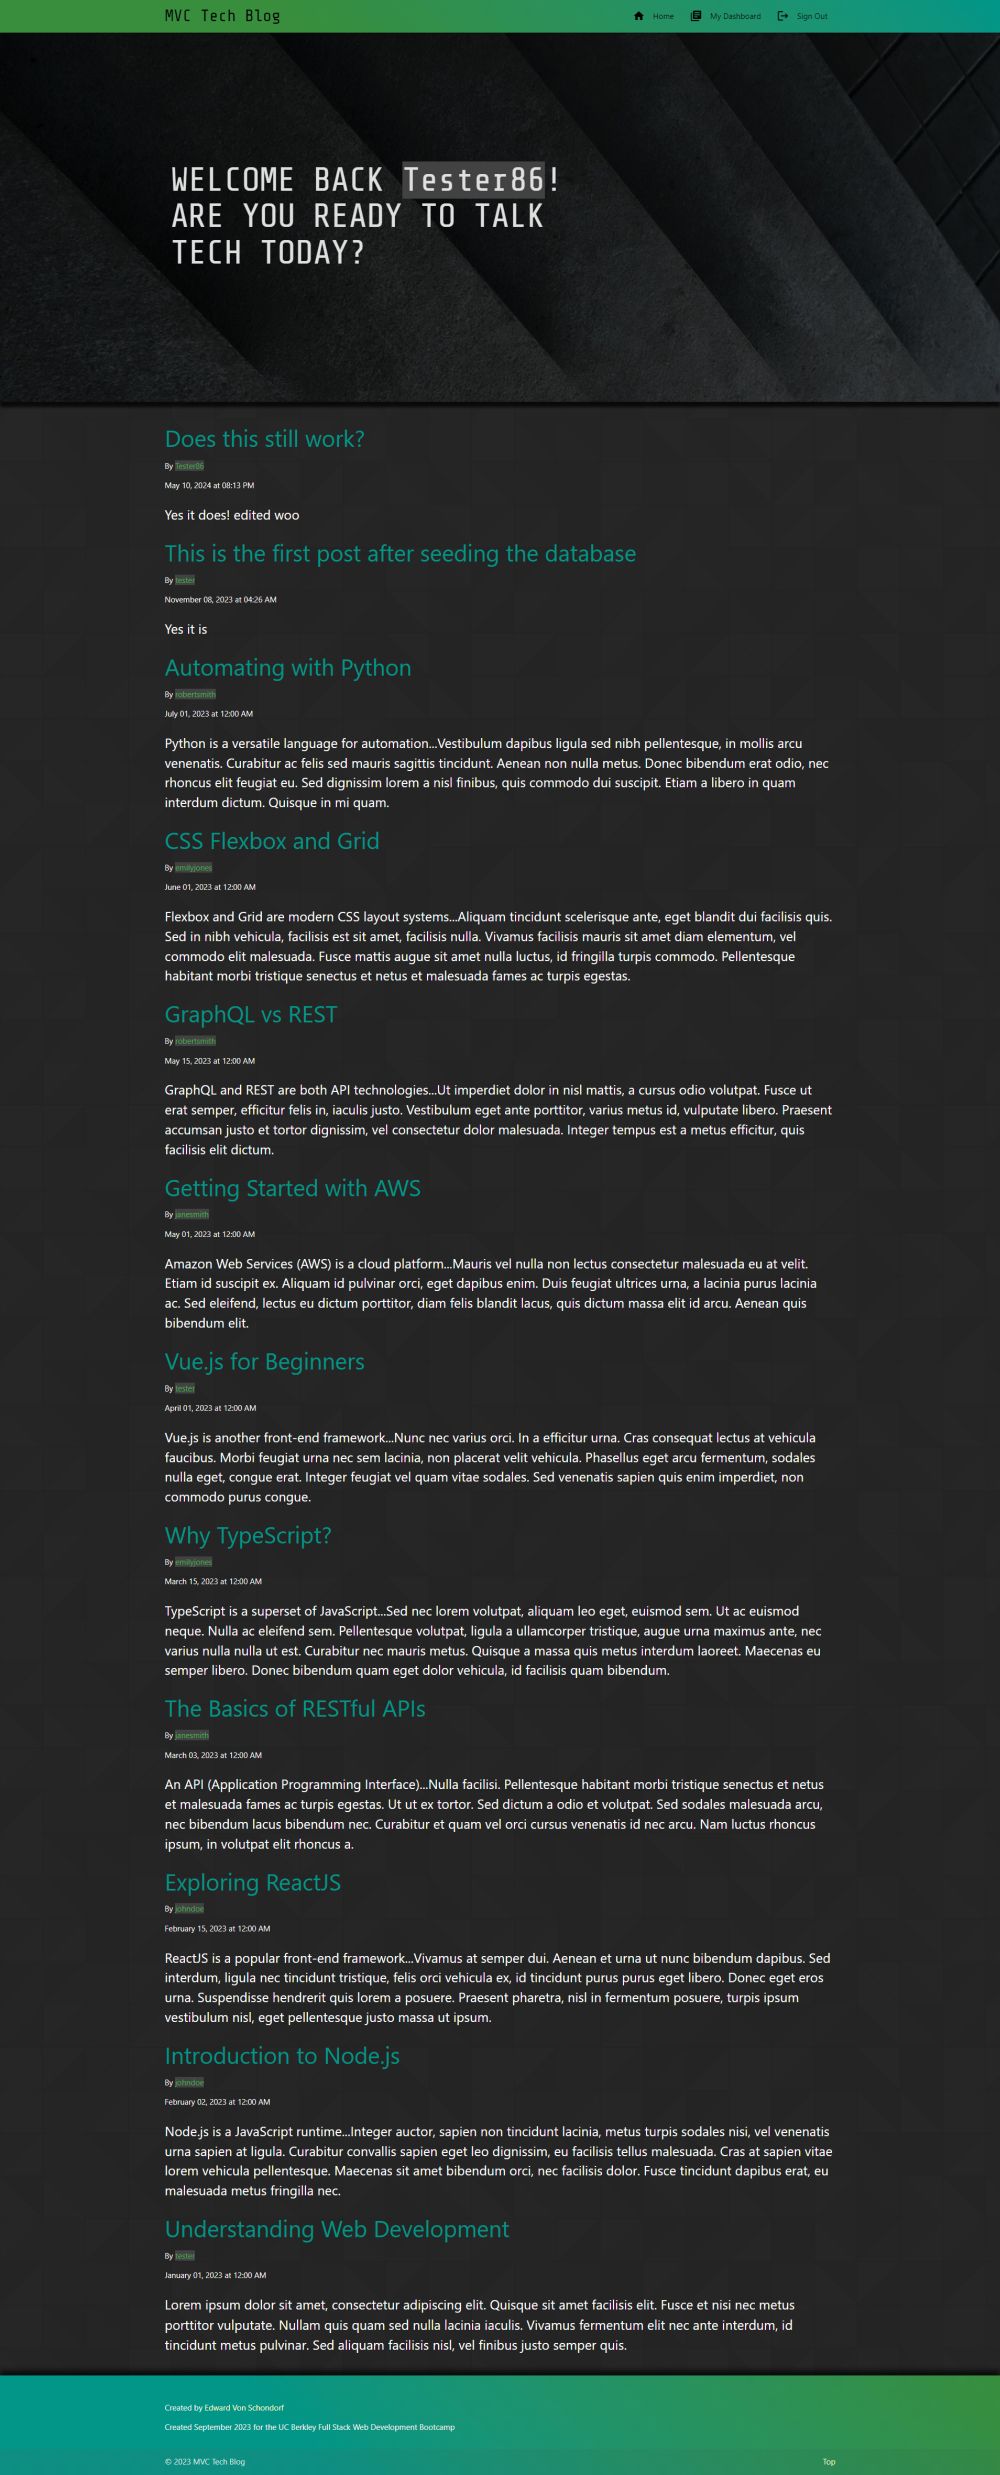 MVC Tech Blog
Home
My Dashboard
Sign Out
WELCOME BACK Tester86!
ARE YOU READY TO TALK
TECH TODAY?
Does this still work?
By Tester86
May 10, 2024 at 08:13 PM
Yes it does! edited woo
This is the first post after seeding the database
By tester
November 08, 2023 at 04:26 AM
Yes it is
Automating with Python
By robertsmith
July 01, 2023 at 12:00 AM
Python is a versatile language for automation...Vestibulum dapibus ligula sed nibh pellentesque, in mollis arcu
venenatis. Curabitur ac felis sed mauris sagittis tincidunt. Aenean non nulla metus. Donec bibendum erat odio, nec
rhoncus elit feugiat eu. Sed dignissim lorem a nisl finibus, quis commodo dui suscipit. Etiam a libero in quam
interdum dictum. Quisque in mi quam.
CSS Flexbox and Grid
By emilyjones
June 01, 2023 at 12:00 AM
Flexbox and Grid are modern CSS layout systems...Aliquam tincidunt scelerisque ante, eget blandit dui facilisis quis.
Sed in nibh vehicula, facilisis est sit amet, facilisis nulla. Vivamus facilisis mauris sit amet diam elementum, vel
commodo elit malesuada. Fusce mattis augue sit amet nulla luctus, id fringilla turpis commodo. Pellentesque
habitant morbi tristique senectus et netus et malesuada fames ac turpis egestas.
GraphQL vs REST
By robertsmith
May 15, 2023 at 12:00 AM
GraphQL and REST are both API technologies...Ut imperdiet dolor in nisl mattis, a cursus odio volutpat. Fusce ut
erat semper, efficitur felis in, iaculis justo. Vestibulum eget ante porttitor, varius metus id, vulputate libero. Praesent
accumsan justo et tortor dignissim, vel consectetur dolor malesuada. Integer tempus est a metus efficitur, quis
facilisis elit dictum.
Getting Started with AWS
By janesmith
May 01, 2023 at 12:00 AM
Amazon Web Services (AWS) is a cloud platform...Mauris vel nulla non lectus consectetur malesuada eu at velit.
Etiam id suscipit ex. Aliquam id pulvinar orci, eget dapibus enim. Duis feugiat ultrices urna, a lacinia purus lacinia
ac. Sed eleifend, lectus eu dictum porttitor, diam felis blandit lacus, quis dictum massa elit id arcu. Aenean quis
bibendum elit.
Vue.js for Beginners
By tester
April 01, 2023 at 12:00 AM
Vue.js is another front-end framework...Nunc nec varius orci. In a efficitur urna. Cras consequat lectus at vehicula
faucibus. Morbi feugiat urna nec sem lacinia, non placerat velit vehicula. Phasellus eget arcu fermentum, sodales
nulla eget, congue erat. Integer feugiat vel quam vitae sodales. Sed venenatis sapien quis enim imperdiet, non
commodo purus congue.
Why TypeScript?
By emilyjones
March 15, 2023 at 12:00 AM
TypeScript is a superset of JavaScript...Sed nec lorem volutpat, aliquam leo eget, euismod sem. Ut ac euismod
neque. Nulla ac eleifend sem. Pellentesque volutpat, ligula a ullamcorper tristique, augue urna maximus ante, nec
varius nulla nulla ut est. Curabitur nec mauris metus. Quisque a massa quis metus interdum laoreet. Maecenas eu
semper libero. Donec bibendum quam eget dolor vehicula, id facilisis quam bibendum.
The Basics of RESTful APIs
By janesmith
March 03, 2023 at 12:00 AM
An API (Application Programming Interface)...Nulla facilisi. Pellentesque habitant morbi tristique senectus et netus
et malesuada fames ac turpis egestas. Ut ut ex tortor. Sed dictum a odio et volutpat. Sed sodales malesuada arcu,
nec bibendum lacus bibendum nec. Curabitur et quam vel orci cursus venenatis id nec arcu. Nam luctus rhoncus
ipsum, in volutpat elit rhoncus a.
Exploring ReactJS
By johndoe
February 15, 2023 at 12:00 AM
ReactJS is a popular front-end framework...Vivamus at semper dui. Aenean et urna ut nunc bibendum dapibus. Sed
interdum, ligula nec tincidunt tristique, felis orci vehicula ex, id tincidunt purus purus eget libero. Donec eget eros
urna. Suspendisse hendrerit quis lorem a posuere. Praesent pharetra, nisl in fermentum posuere, turpis ipsum
vestibulum nisl, eget pellentesque justo massa ut ipsum.
Introduction to Node.js
By johndoe
February 02, 2023 at 12:00 AM
Node.js is a JavaScript runtime...Integer auctor, sapien non tincidunt lacinia, metus turpis sodales nisi, vel venenatis
urna sapien at ligula. Curabitur convallis sapien eget leo dignissim, eu facilisis tellus malesuada. Cras at sapien vitae
lorem vehicula pellentesque. Maecenas sit amet bibendum orci, nec facilisis dolor. Fusce tincidunt dapibus erat, eu
malesuada metus fringilla nec.
Understanding Web Development
By tester
January 01, 2023 at 12:00 AM
Lorem ipsum dolor sit amet, consectetur adipiscing elit. Quisque sit amet facilisis elit. Fusce et nisi nec metus
porttitor vulputate. Nullam quis quam sed nulla lacinia iaculis. Vivamus fermentum elit nec ante interdum, id
tincidunt metus pulvinar. Sed aliquam facilisis nisl, vel finibus justo semper quis.
Created by Edward Von Schondorf
Created September 2023 for the UC Berkley Full Stack Web Development Bootcamp
© 2023 MVC Tech Blog
Top